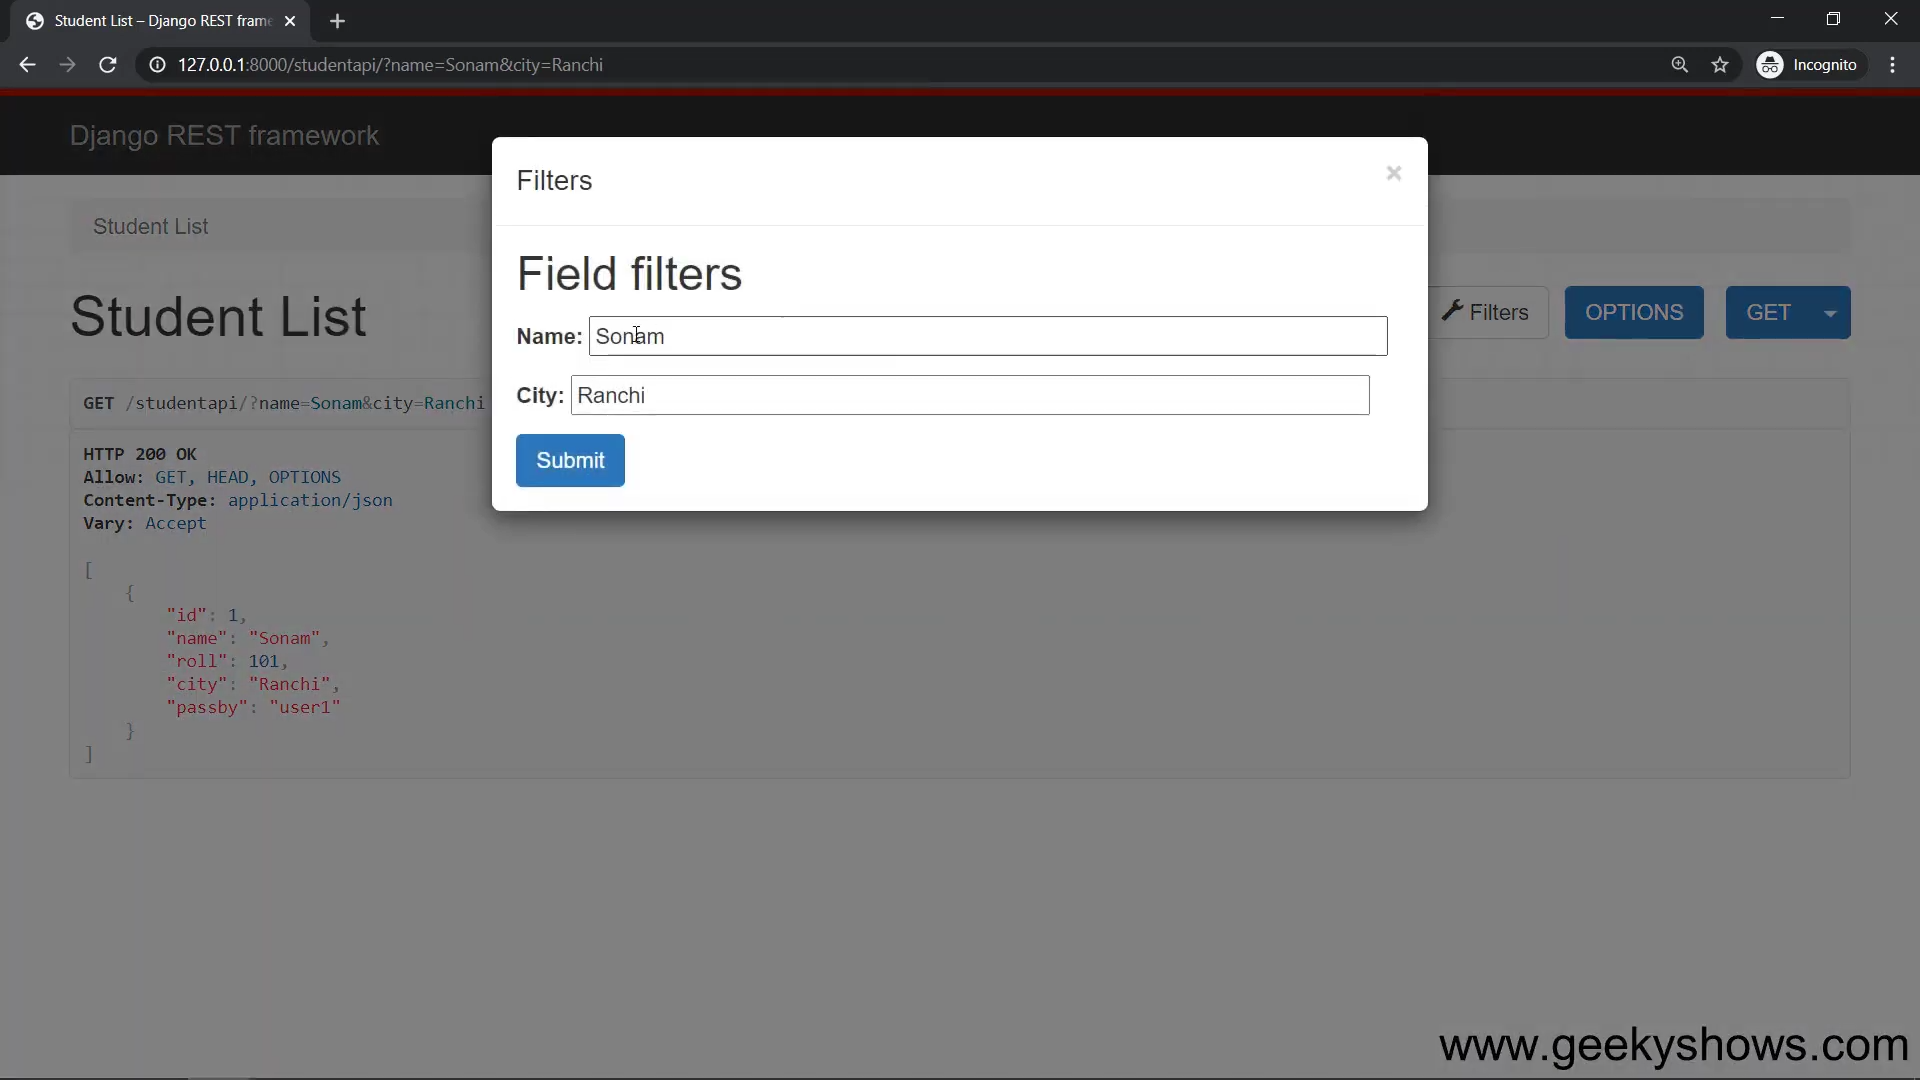 Student List – Django REST frame
127.0.0.1:8000/studentapi/?name=Sonam&city=Ranchi
Incognito
Django REST framework
Filters
×
Student List
Field filters
Student List
Filters
OPTIONS
GET
Name: Sonam
City: Ranchi
GET /studentapi/?name=Sonam&city=Ranchi
Submit
HTTP 200 OK
Allow: GET, HEAD, OPTIONS
Content-Type: application/json
Vary: Accept
[
{
"id": 1,
"name": "Sonam",
"roll": 101,
"city": "Ranchi",
"passby": "user1"
}
]
www.geekyshows.com